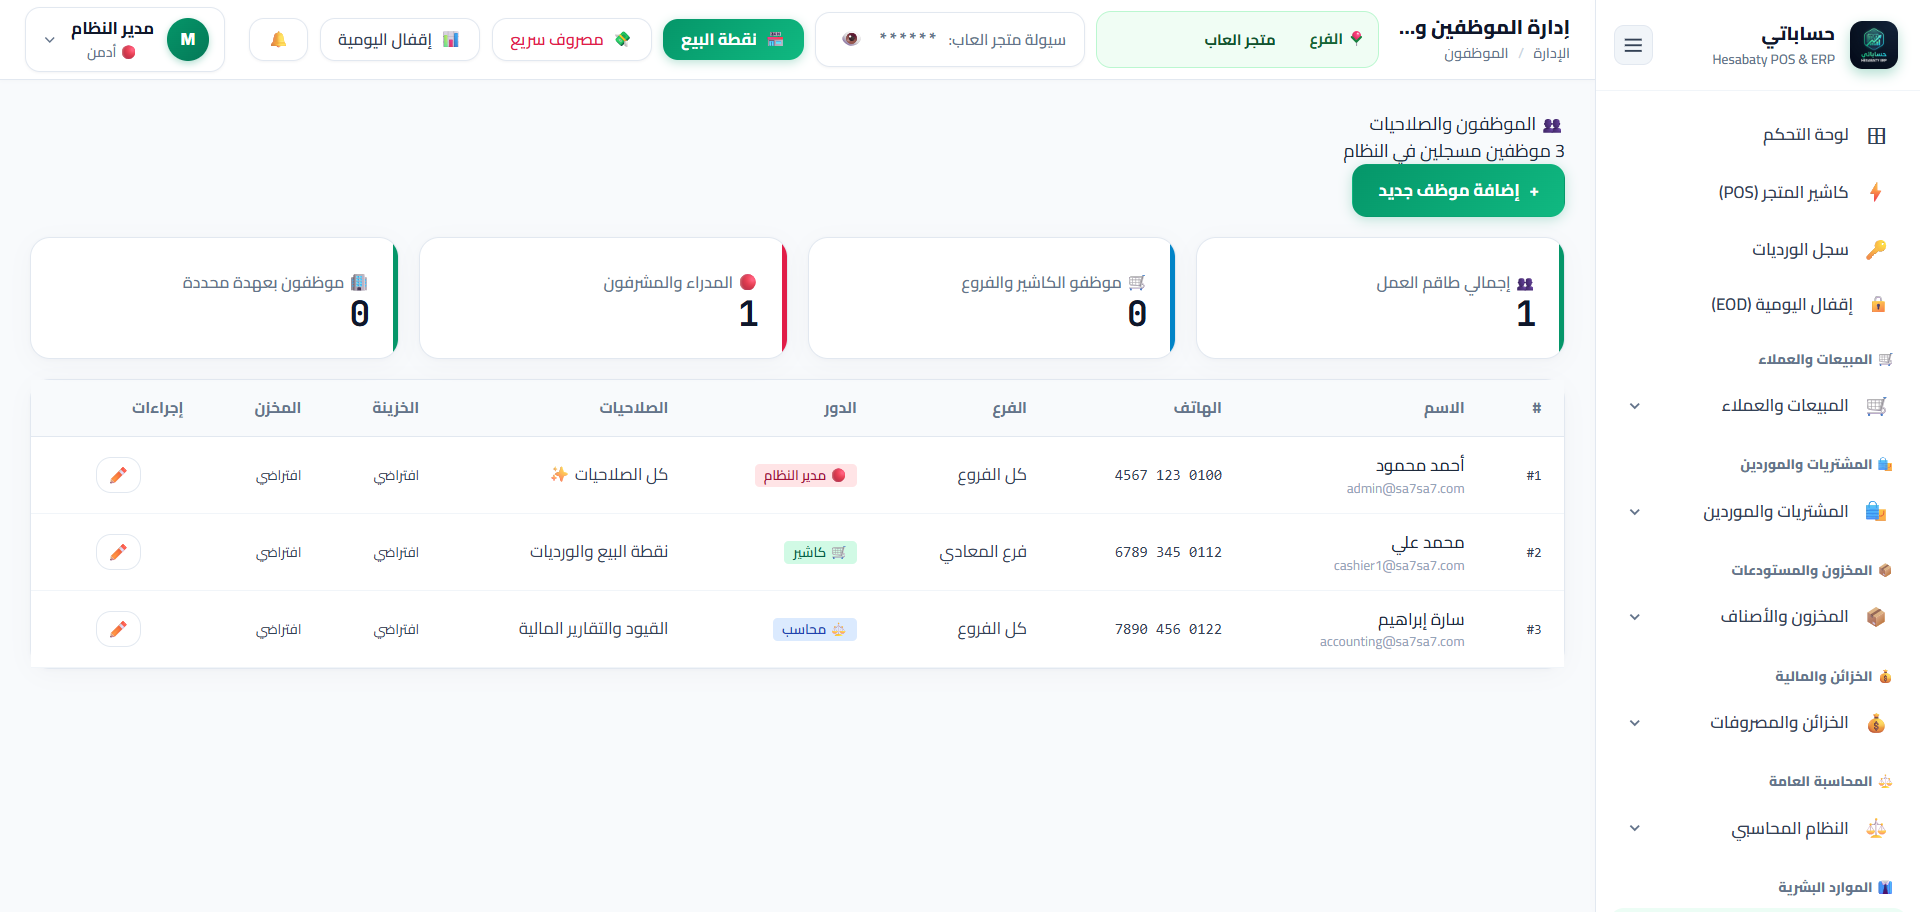 حساباتي
Hesabaty POS & ERP
لوحة التحكم
كاشير المتجر (POS)
سجل الورديات
إقفال اليومية (EOD)
المبيعات والعملاء
المبيعات والعملاء
المشتريات والموردين
المشتريات والموردين
المخزون والمستودعات
المخزون والأصناف
الخزائن والمالية
الخزائن والمصروفات
المحاسبة العامة
النظام المحاسبي
الموارد البشرية
إدارة الموظفين و...
الإدارة / الموظفون
الفرع متجر العاب
سيولة متجر العاب: ******
نقطة البيع
مصروف سريع
إقفال اليومية
M
مدير النظام
أدمن
الموظفون والصلاحيات
3 موظفين مسجلين في النظام
+ إضافة موظف جديد
إجمالي طاقم العمل
1
موظفو الكاشير والفروع
0
المدراء والمشرفون
1
موظفون بعهدة محددة
0
# الاسم الهاتف الفرع الدور الصلاحيات الخزينة المخزن إجراءات
#1 أحمد محمود 0100 123 4567 كل الفروع مدير النظام كل الصلاحيات افتراضي افتراضي
admin@sa7sa7.com
#2 محمد علي 0112 345 6789 فرع المعادي كاشير نقطة البيع والورديات افتراضي افتراضي
cashier1@sa7sa7.com
#3 سارة إبراهيم 0122 456 7890 كل الفروع محاسب القيود والتقارير المالية افتراضي افتراضي
accounting@sa7sa7.com